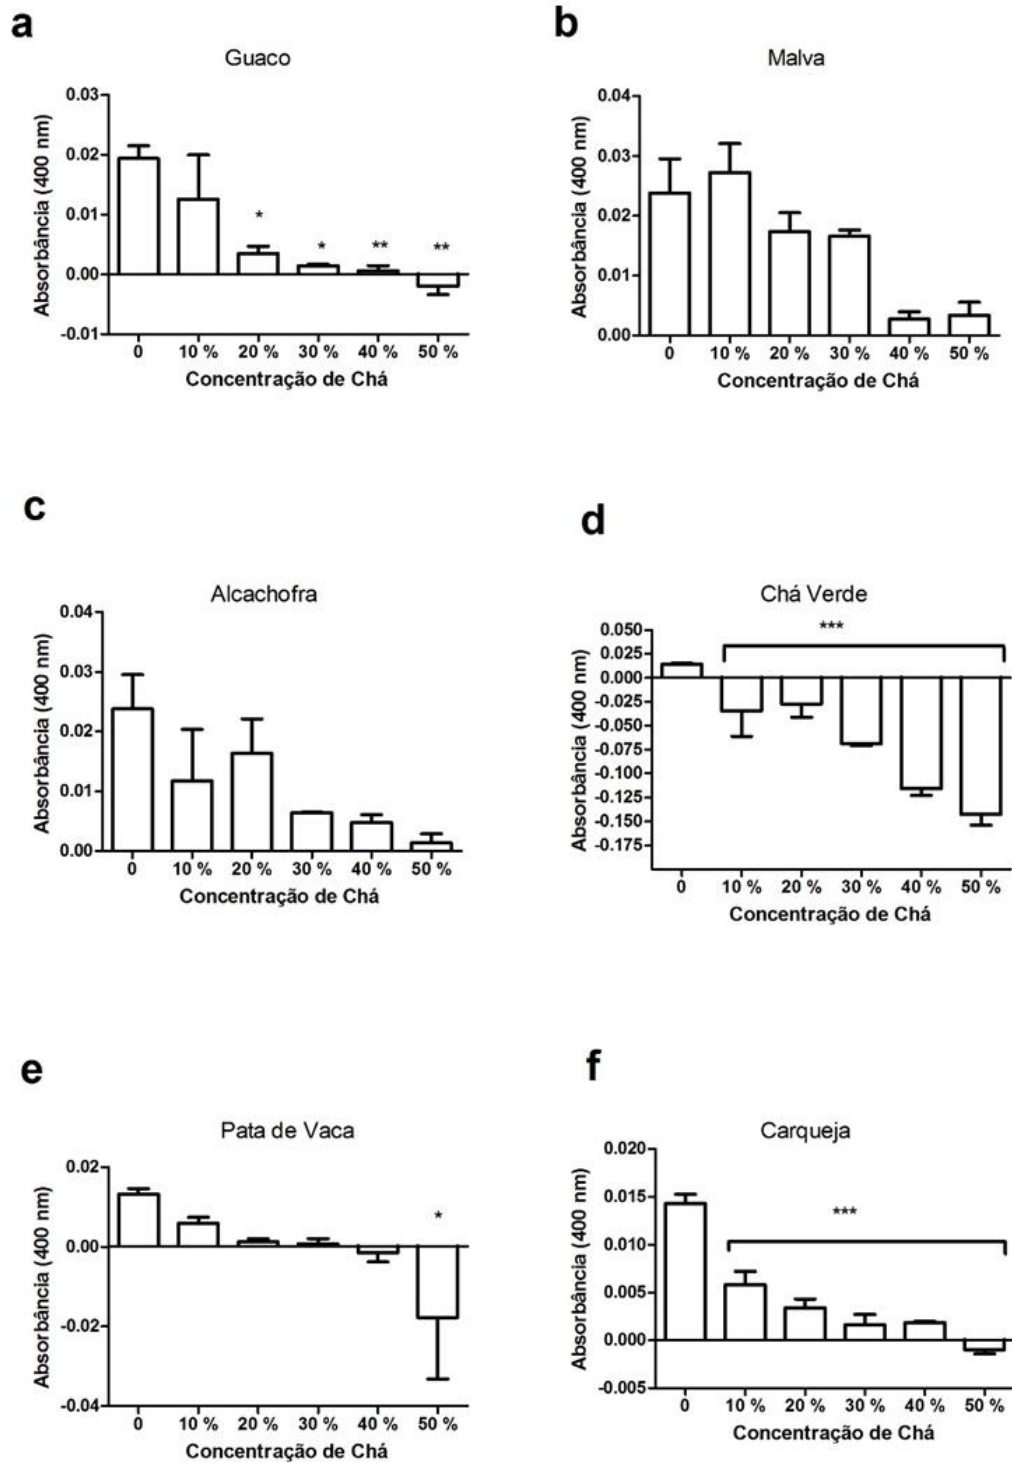 a
Guaco
Absorbância (400 nm)
0.03
0.02
0.01
0.00
-0.01
*
*
**
**
0 10 % 20 % 30 % 40 % 50 %
Concentração de Chá
b
Malva
Absorbância (400 nm)
0.04
0.03
0.02
0.01
0.00
0 10 % 20 % 30 % 40 % 50 %
Concentração de Chá
c
Alcachofra
Absorbância (400 nm)
0.04
0.03
0.02
0.01
0.00
0 10 % 20 % 30 % 40 % 50 %
Concentração de Chá
d
Chá Verde
Absorbância (400 nm)
0.050
0.025
0.000
-0.025
-0.050
-0.075
-0.100
-0.125
-0.150
-0.175
***
0 10 % 20 % 30 % 40 % 50 %
Concentração de Chá
e
Pata de Vaca
Absorbância (400 nm)
0.02
0.00
-0.02
-0.04
*
0 10 % 20 % 30 % 40 % 50 %
Concentração de Chá
f
Carqueja
Absorbância (400 nm)
0.020
0.015
0.010
0.005
0.000
-0.005
***
0 10 % 20 % 30 % 40 % 50 %
Concentração de Chá